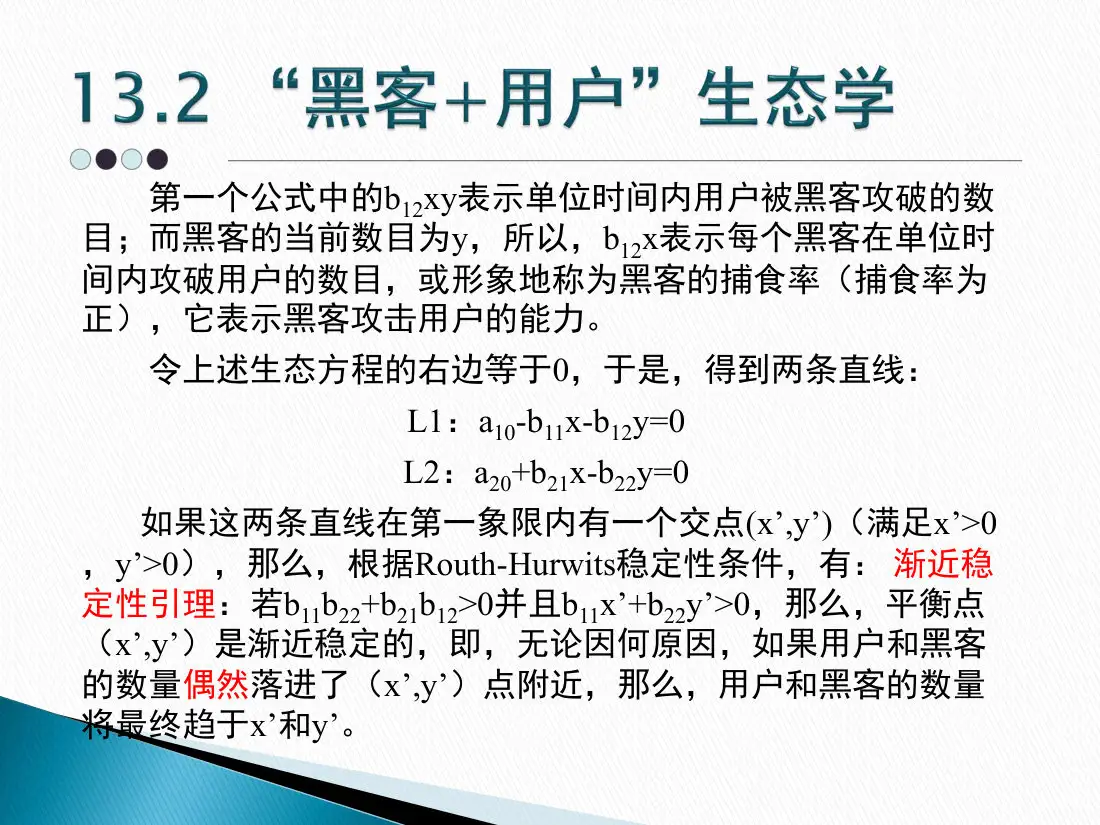 13.2 “黑客+用户”生态学
第一个公式中的b12xy表示单位时间内用户被黑客攻破的数
目；而黑客的当前数目为y，所以，b12x表示每个黑客在单位时
间内攻破用户的数目，或形象地称为黑客的捕食率（捕食率为
正），它表示黑客攻击用户的能力。
令上述生态方程的右边等于0，于是，得到两条直线：
L1：a10-b11x-b12y=0
L2：a20+b21x-b22y=0
如果这两条直线在第一象限内有一个交点(x’,y’)（满足x’>0
，y’>0），那么，根据Routh-Hurwits稳定性条件，有： 渐近稳
定性引理：若b11b22+b21b12>0并且b11x’+b22y’>0，那么，平衡点
（x’,y’）是渐近稳定的，即，无论因何原因，如果用户和黑客
的数量偶然落进了（x’,y’）点附近，那么，用户和黑客的数量
将最终趋于x’和y’。